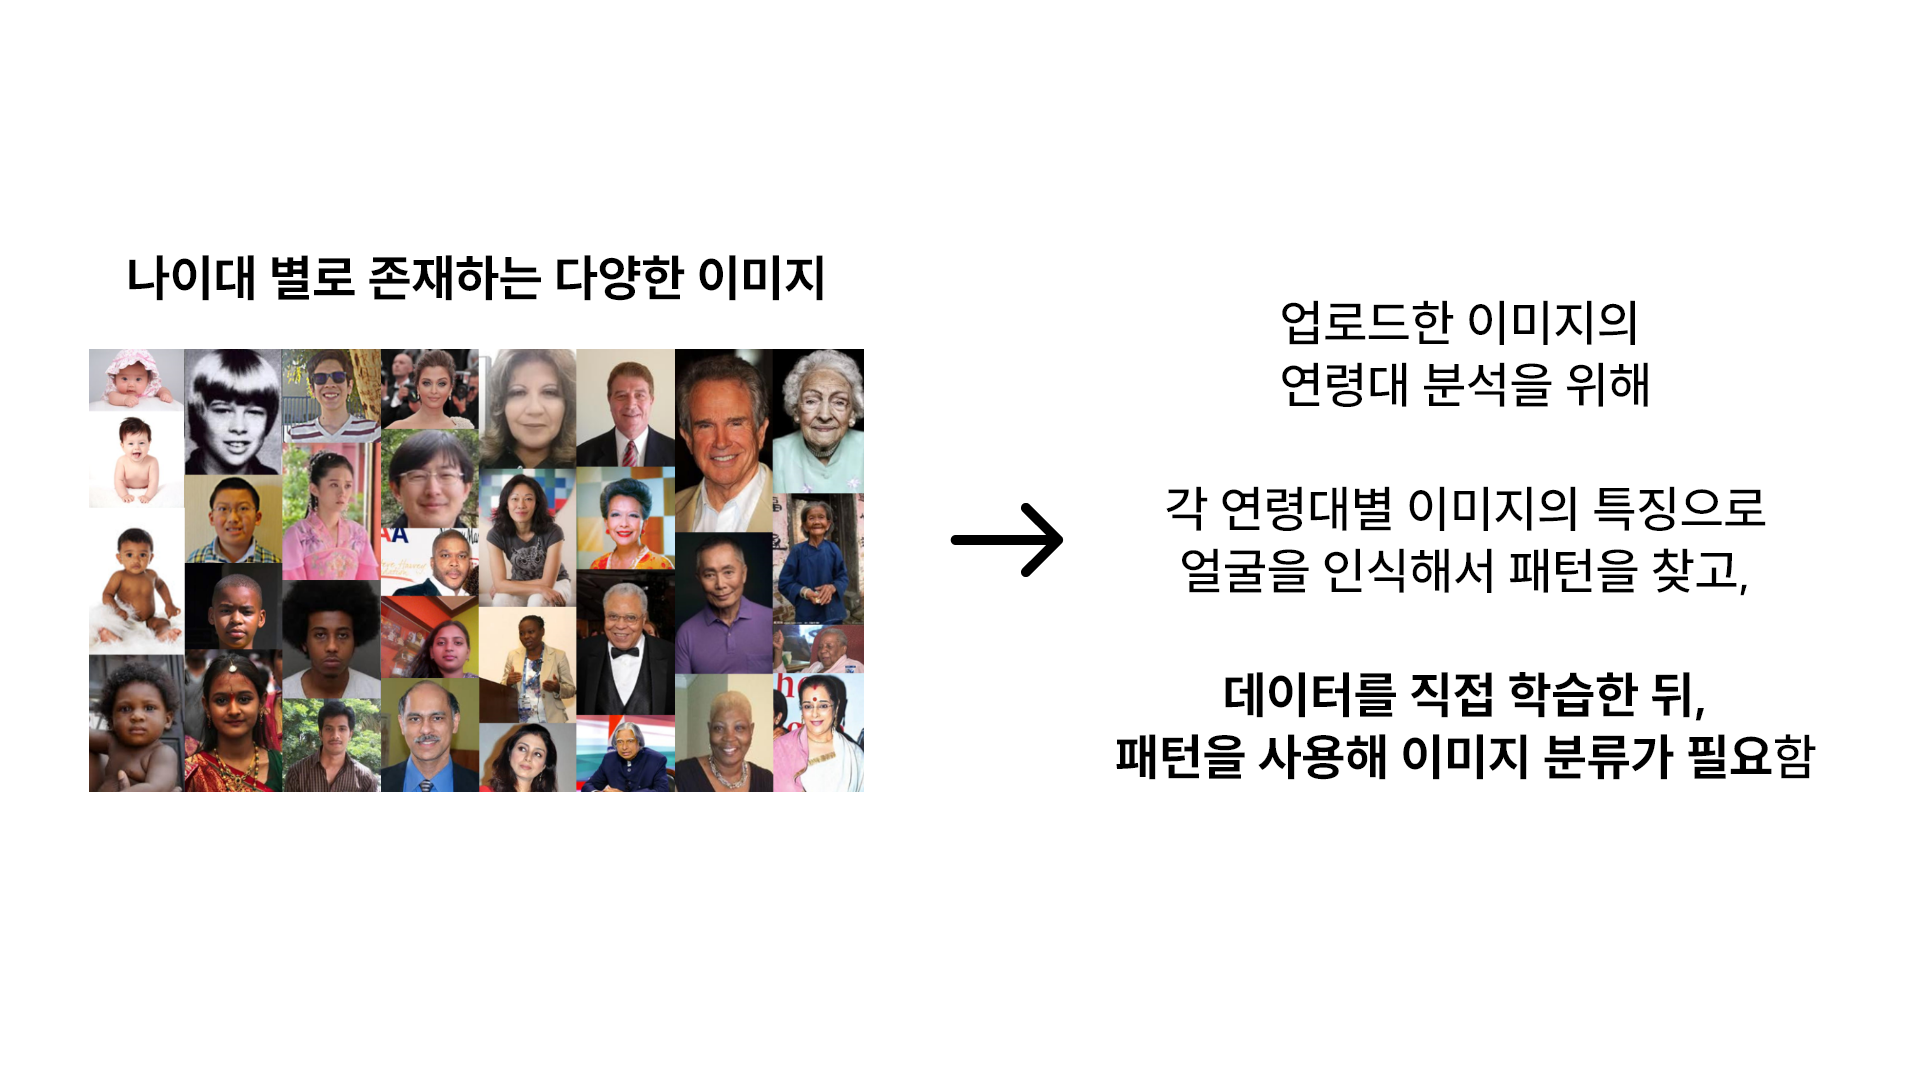 나이대 별로 존재하는 다양한 이미지
업로드한 이미지의
연령대 분석을 위해
각 연령대별 이미지의 특징으로
얼굴을 인식해서 패턴을 찾고,
데이터를 직접 학습한 뒤,
패턴을 사용해 이미지 분류가 필요함